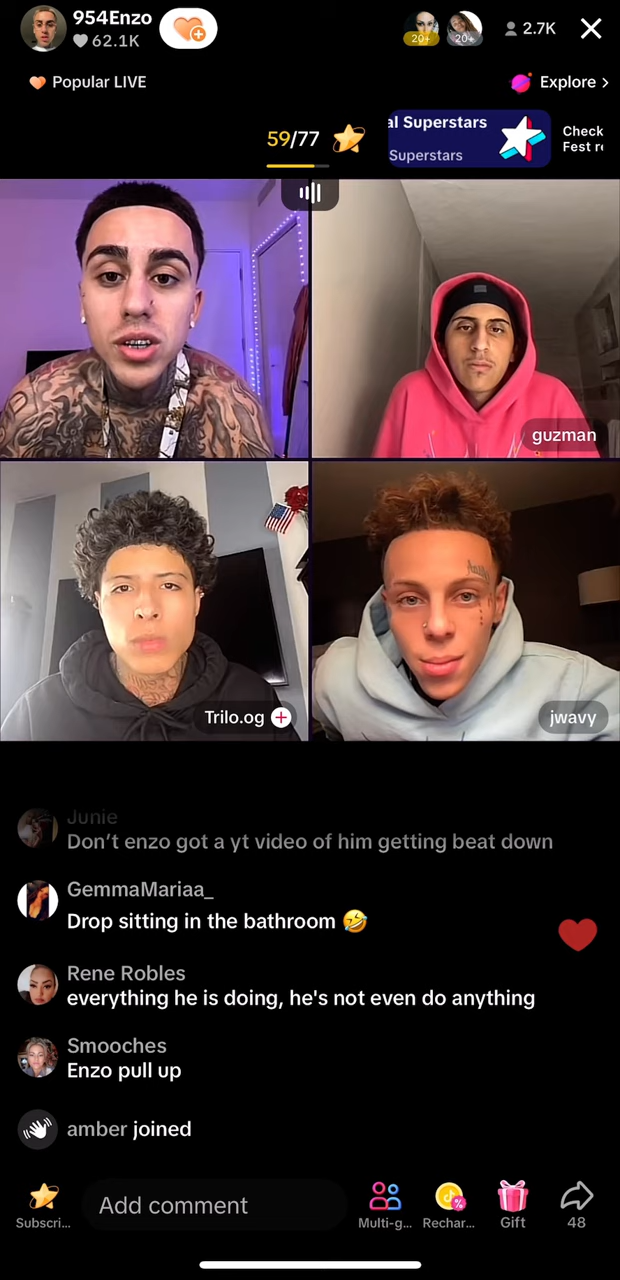 954Enzo
62.1K
20+
20+
2.7K
Popular LIVE
Explore >
59/77
al Superstars
Superstars
Check
Fest r
guzman
Trilo.og
jwavy
Junie
Don’t enzo got a yt video of him getting beat down
GemmaMariaa_
Drop sitting in the bathroom 🤣
Rene Robles
everything he is doing, he's not even do anything
Smooches
Enzo pull up
amber joined
Add comment
Subscri...
Multi-g...
Rechar...
Gift
48